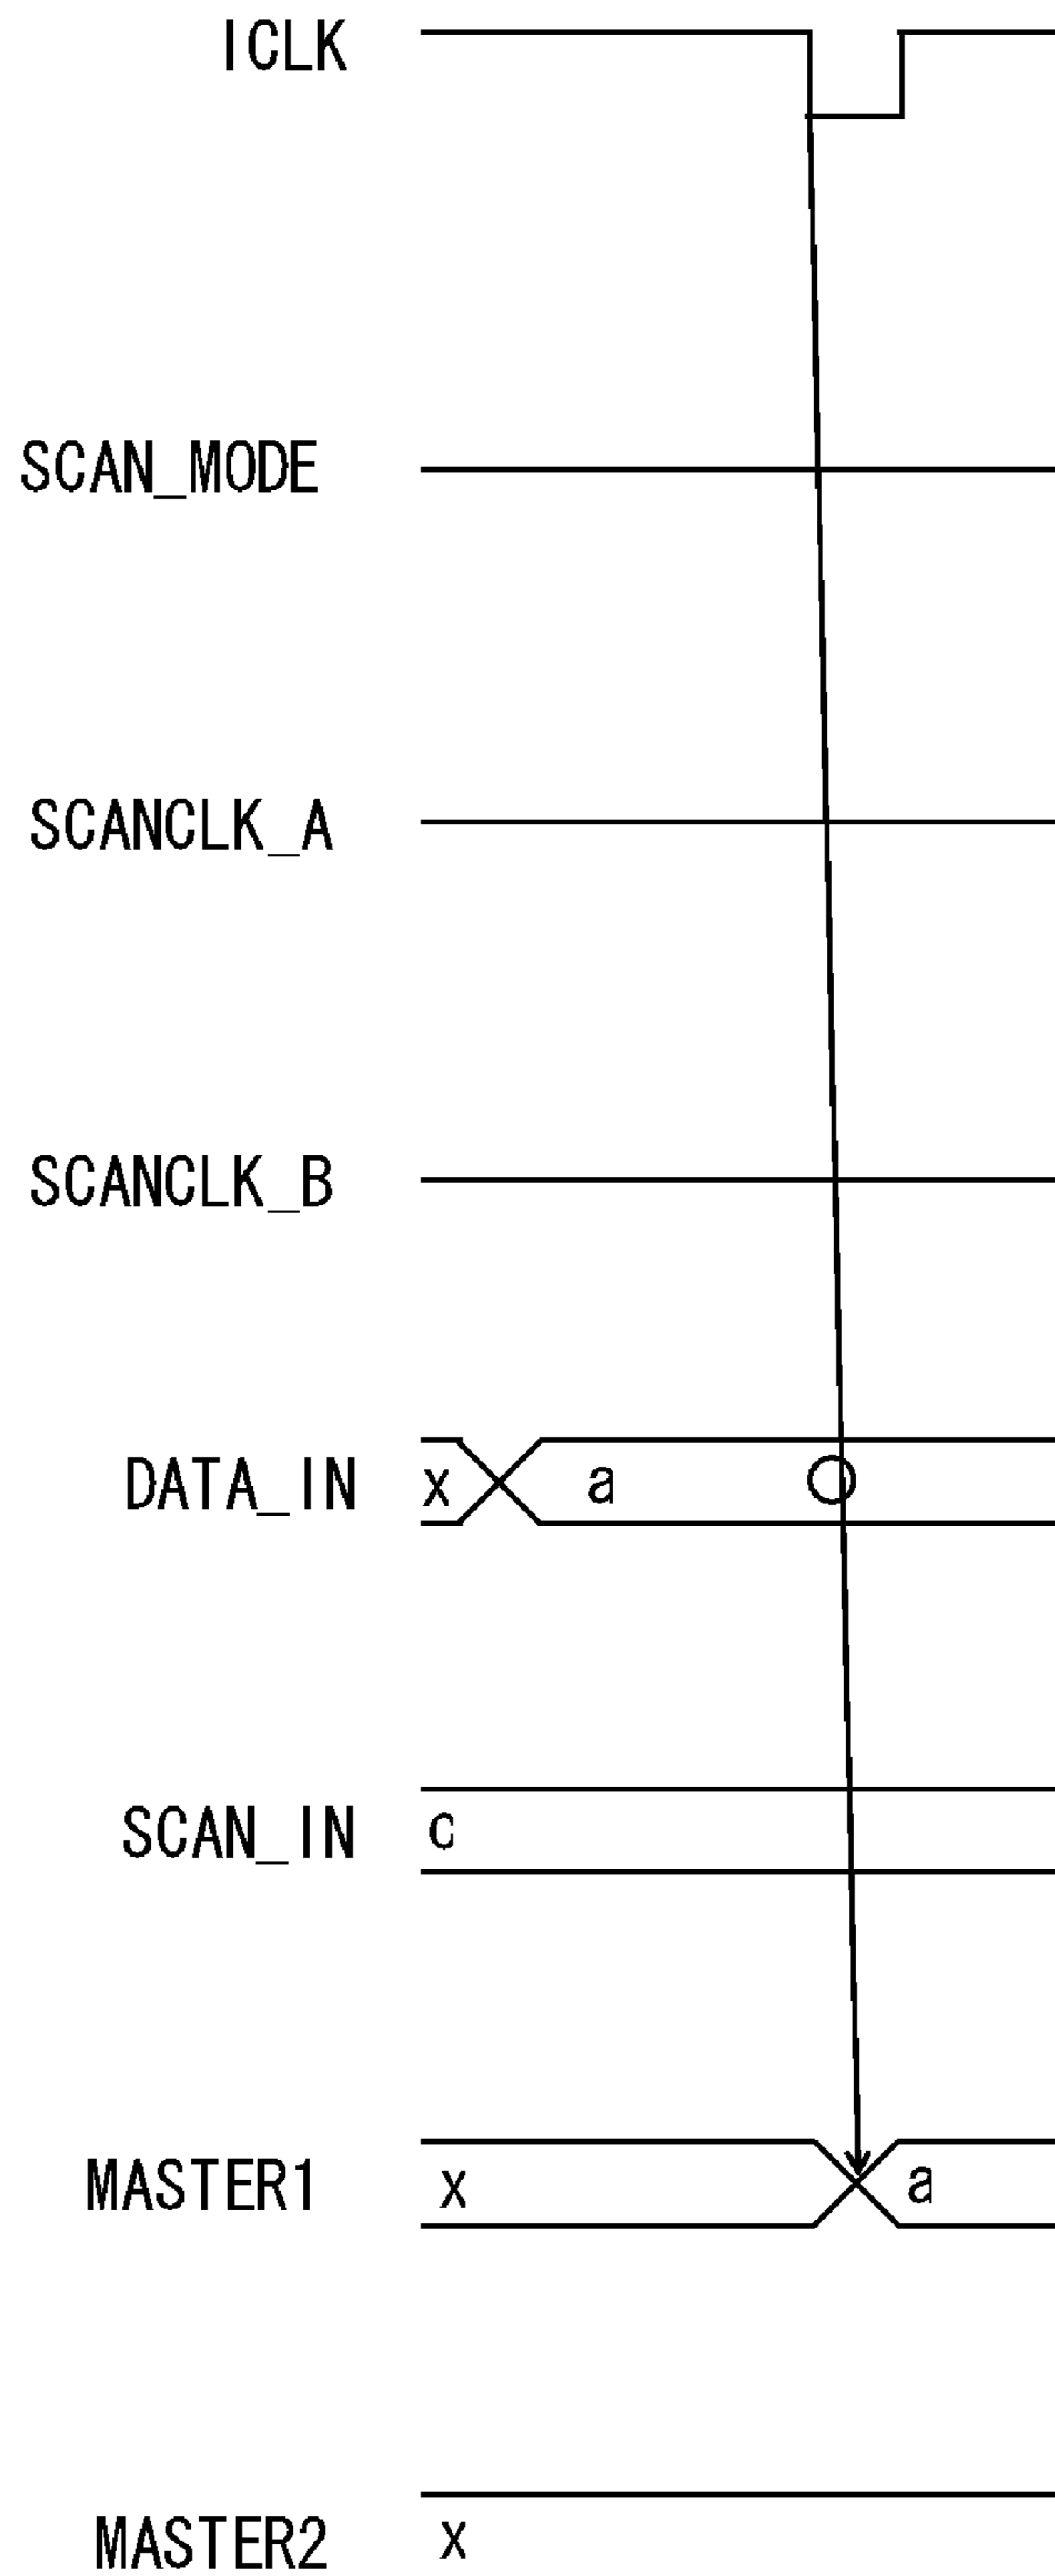 ICLK
SCAN_MODE
SCANCLK_A
SCANCLK_B
DATA_IN x a
SCAN_IN c
MASTER1 x a
MASTER2 x